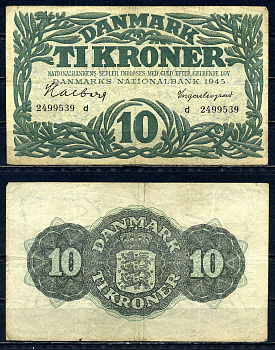 DANMARK
TI KRONER
NATIONALBANKENS SEDLER INDLØSES MED GULD EFTER GÆLDENDE LOV
DANMARKS NATIONALBANK 1945
2499539 d
d 2499539
10
DANMARK
10
10
TI KRONER